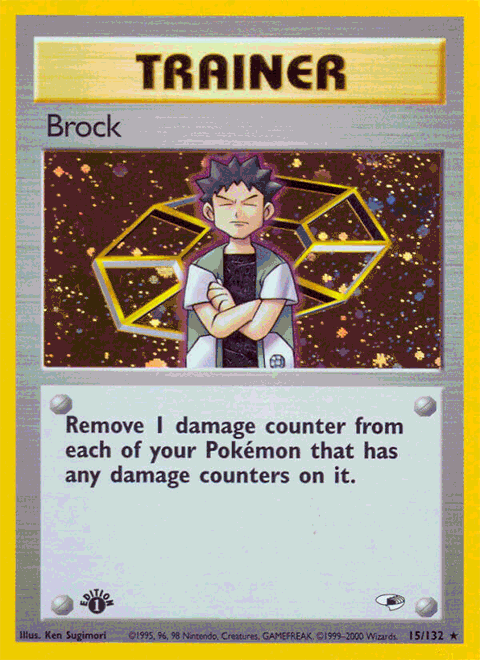 TRAINER
Brock
Remove 1 damage counter from
each of your Pokémon that has
any damage counters on it.
EDITION
1
Illus. Ken Sugimori ©1995, 96, 98 Nintendo, Creatures, GAMEFREAK. ©1999–2000 Wizards. 15/132 ★